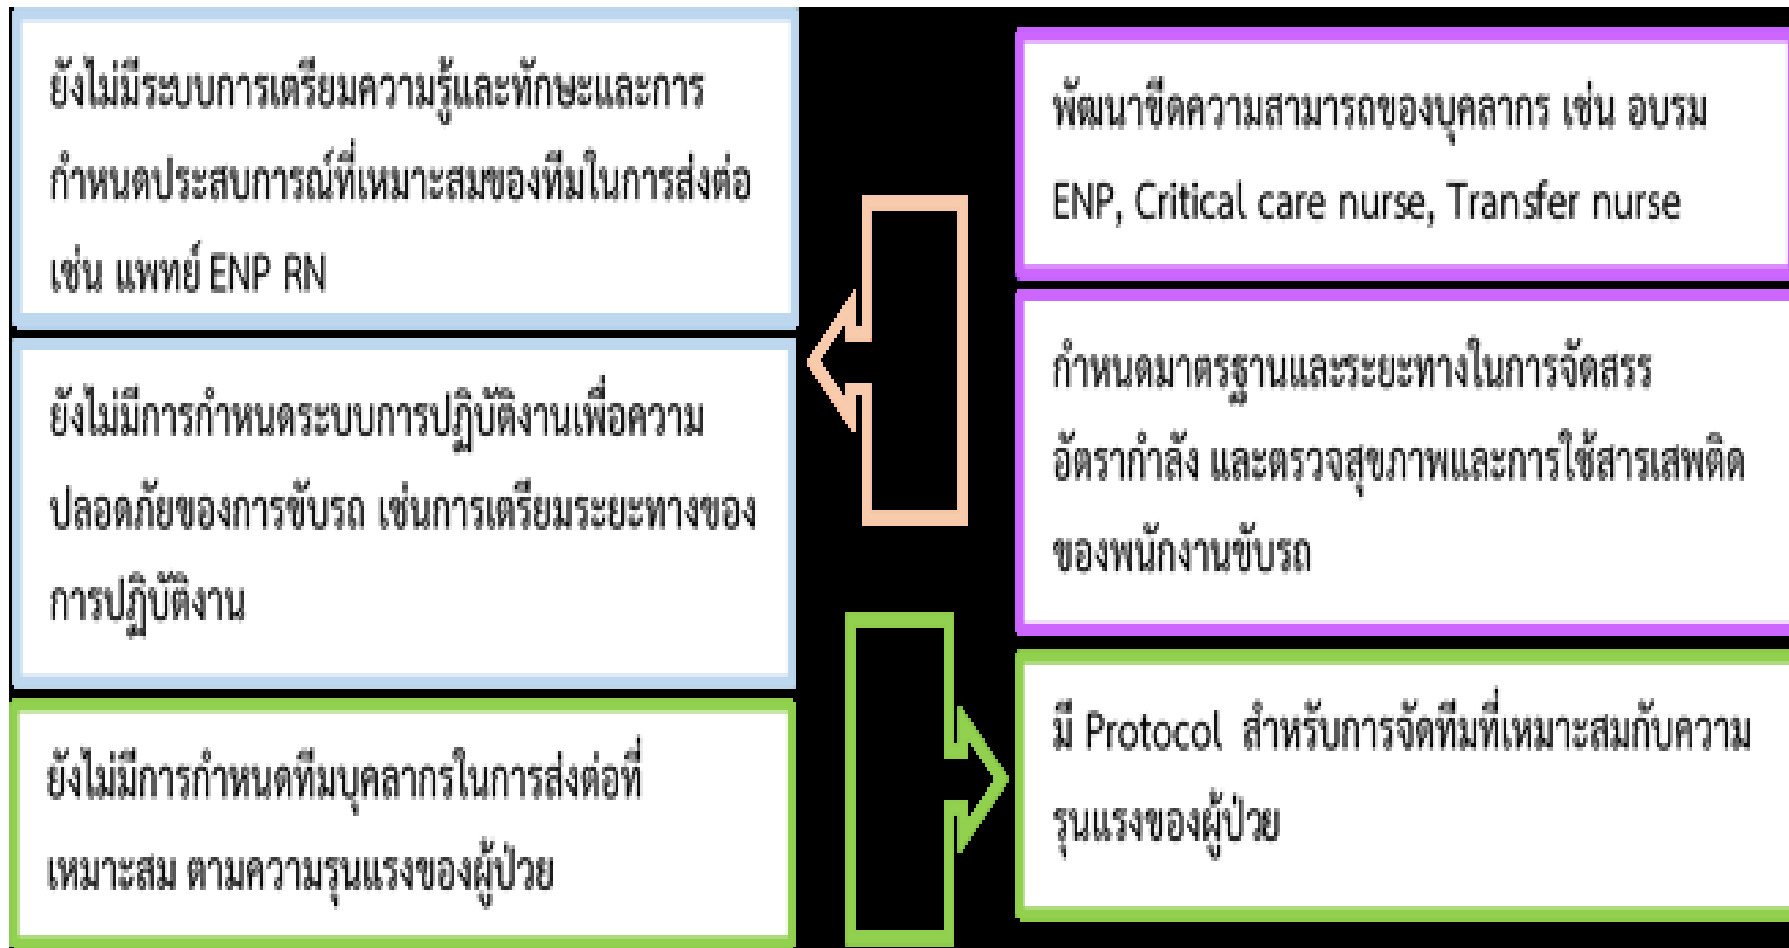 ยังไม่มีระบบการเตรียมความรู้และทักษะและการ
กำหนดประสบการณ์ที่เหมาะสมของทีมในการส่งต่อ
เช่น แพทย์ ENP RN
ยังไม่มีการกำหนดระบบการปฏิบัติงานเพื่อความ
ปลอดภัยของการขับรถ เช่นการเตรียมระยะทางของ
การปฏิบัติงาน
ยังไม่มีการกำหนดทีมบุคลากรในการส่งต่อที่
เหมาะสม ตามความรุนแรงของผู้ป่วย
พัฒนาขีดความสามารถของบุคลากร เช่น อบรม
ENP, Critical care nurse, Transfer nurse
กำหนดมาตรฐานและระยะทางในการจัดสรร
อัตรากำลัง และตรวจสุขภาพและการใช้สารเสพติด
ของพนักงานขับรถ
มี Protocol สำหรับการจัดทีมที่เหมาะสมกับความ
รุนแรงของผู้ป่วย